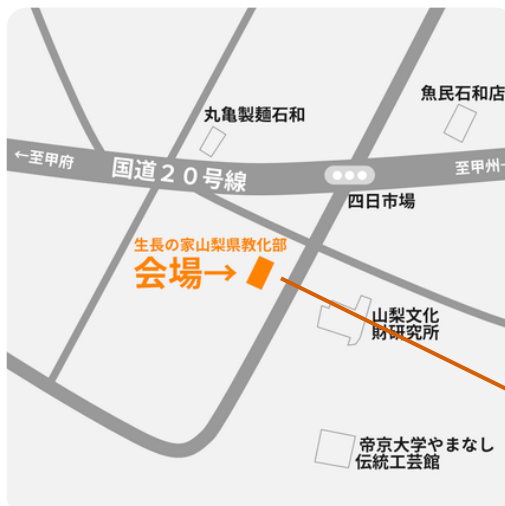 魚民石和店
丸亀製麺石和
←至甲府
国道２０号線
至甲州
四日市場
生長の家山梨県教化部
会場→
山梨文化
財研究所
帝京大学やまなし
伝統工芸館